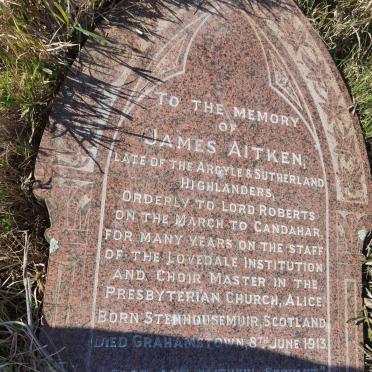 TO THE MEMORY
OF
JAMES AITKEN,
LATE OF THE ARGYLE & SUTHERLAND
HIGHLANDERS,
ORDERLY TO LORD ROBERTS
ON THE MARCH TO CANDAHAR,
FOR MANY YEARS ON THE STAFF
OF THE LOVEDALE INSTITUTION
AND CHOIR MASTER IN THE
PRESBYTERIAN CHURCH, ALICE.
BORN STENHOUSEMUIR, SCOTLAND,
DIED GRAHAMSTOWN, 8TH JUNE 1913.